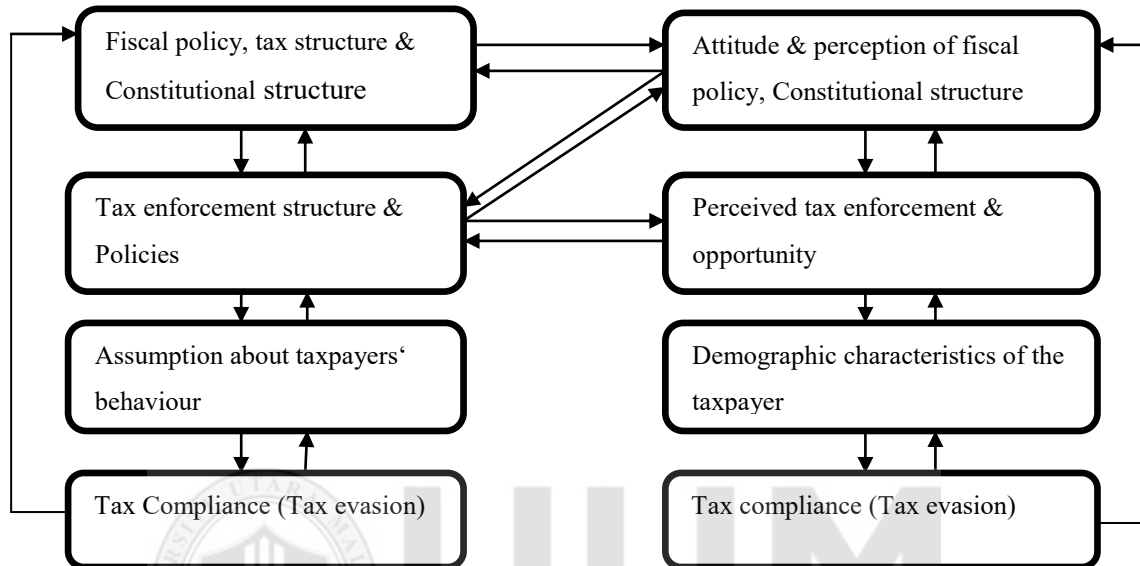 Fiscal policy, tax structure &
Constitutional structure
Attitude & perception of fiscal
policy, Constitutional structure
Tax enforcement structure &
Policies
Perceived tax enforcement &
opportunity
Assumption about taxpayers‘
behaviour
Demographic characteristics of the
taxpayer
Tax Compliance (Tax evasion)
Tax compliance (Tax evasion)
UTARA
UUM